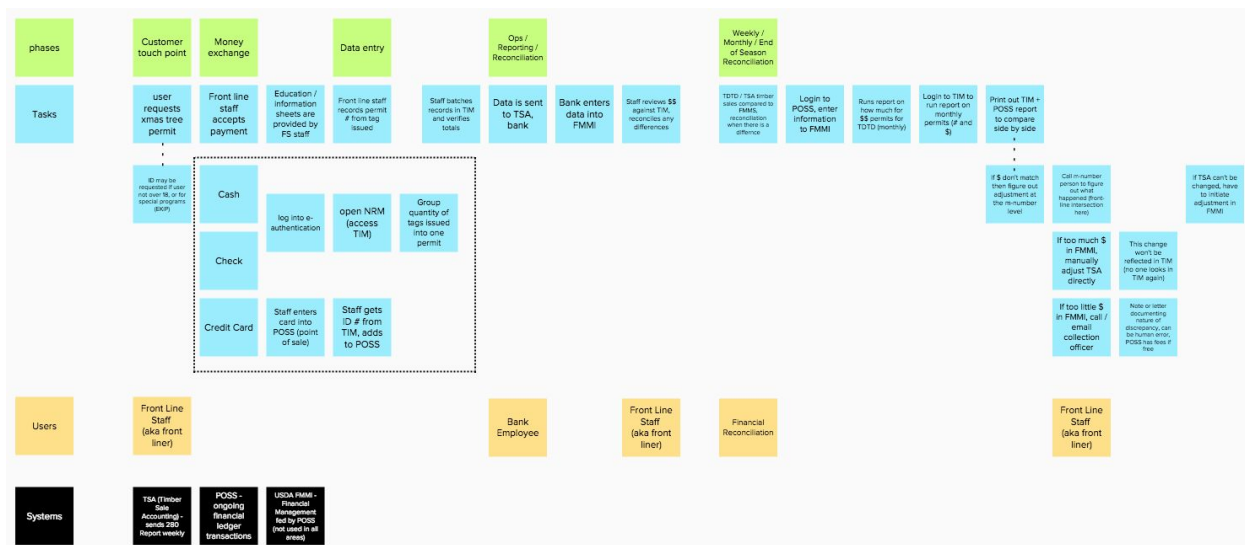 phases
Customer
touch point
Money
exchange
Data entry
Ops /
Reporting /
Reconciliation
Weekly /
Monthly / End
of Season
Reconciliation
Tasks
user
requests
xmas tree
permit
Front line
staff
accepts
payment
Education /
information
sheets are
provided by
FS staff
Front line staff
records permit
# from tag
issued
Staff batches
records in TIM
and verifies
totals
Data is sent
to TSA,
bank
Bank enters
data into
FMMI
Staff reviews $$
against TIM,
reconciles any
differences
TDTD / TSA timber
sales compared to
FMMS,
reconciliation
when there is a
differnce
Login to
POSS, enter
information
to FMMI
Runs report on
how much for
$$ permits for
TDTD (monthly)
Login to TIM to
run report on
monthly
permits (# and
$)
Print out TIM +
POSS report
to compare
side by side
ID may be
requested if user
not over 18, or for
special programs
(EKIP)
Cash
log into e-
authentication
open NRM
(access
TIM)
Group
quantity of
tags issued
into one
permit
If $ don't match
then figure out
adjustment at
the m-number
level
Call m-number
person to figure
out what
happened (front-
line intersection
here)
If TSA can't be
changed, have
to initiate
adjustment in
FMMI
Check
If too much $
in FMMI,
manually
adjust TSA
directly
This change
won't be
reflected in TIM
(no one looks in
TIM again)
Credit Card
Staff enters
card into
POSS (point
of sale)
Staff gets
ID # from
TIM, adds
to POSS
If too little $
in FMMI, call /
email
collection
officer
Note or letter
documenting
nature of
discrepancy, can
be human error,
POSS has fees if
free
Users
Front Line
Staff
(aka front
liner)
Bank
Employee
Front Line
Staff
(aka front
liner)
Financial
Reconciliation
Front Line
Staff
(aka front
liner)
Systems
TSA (Timber
Sale
Accounting) -
sends 280
Report weekly
POSS -
ongoing
financial
ledger
transactions
USDA FMMI -
Financial
Management
fed by POSS
(not used in all
areas)